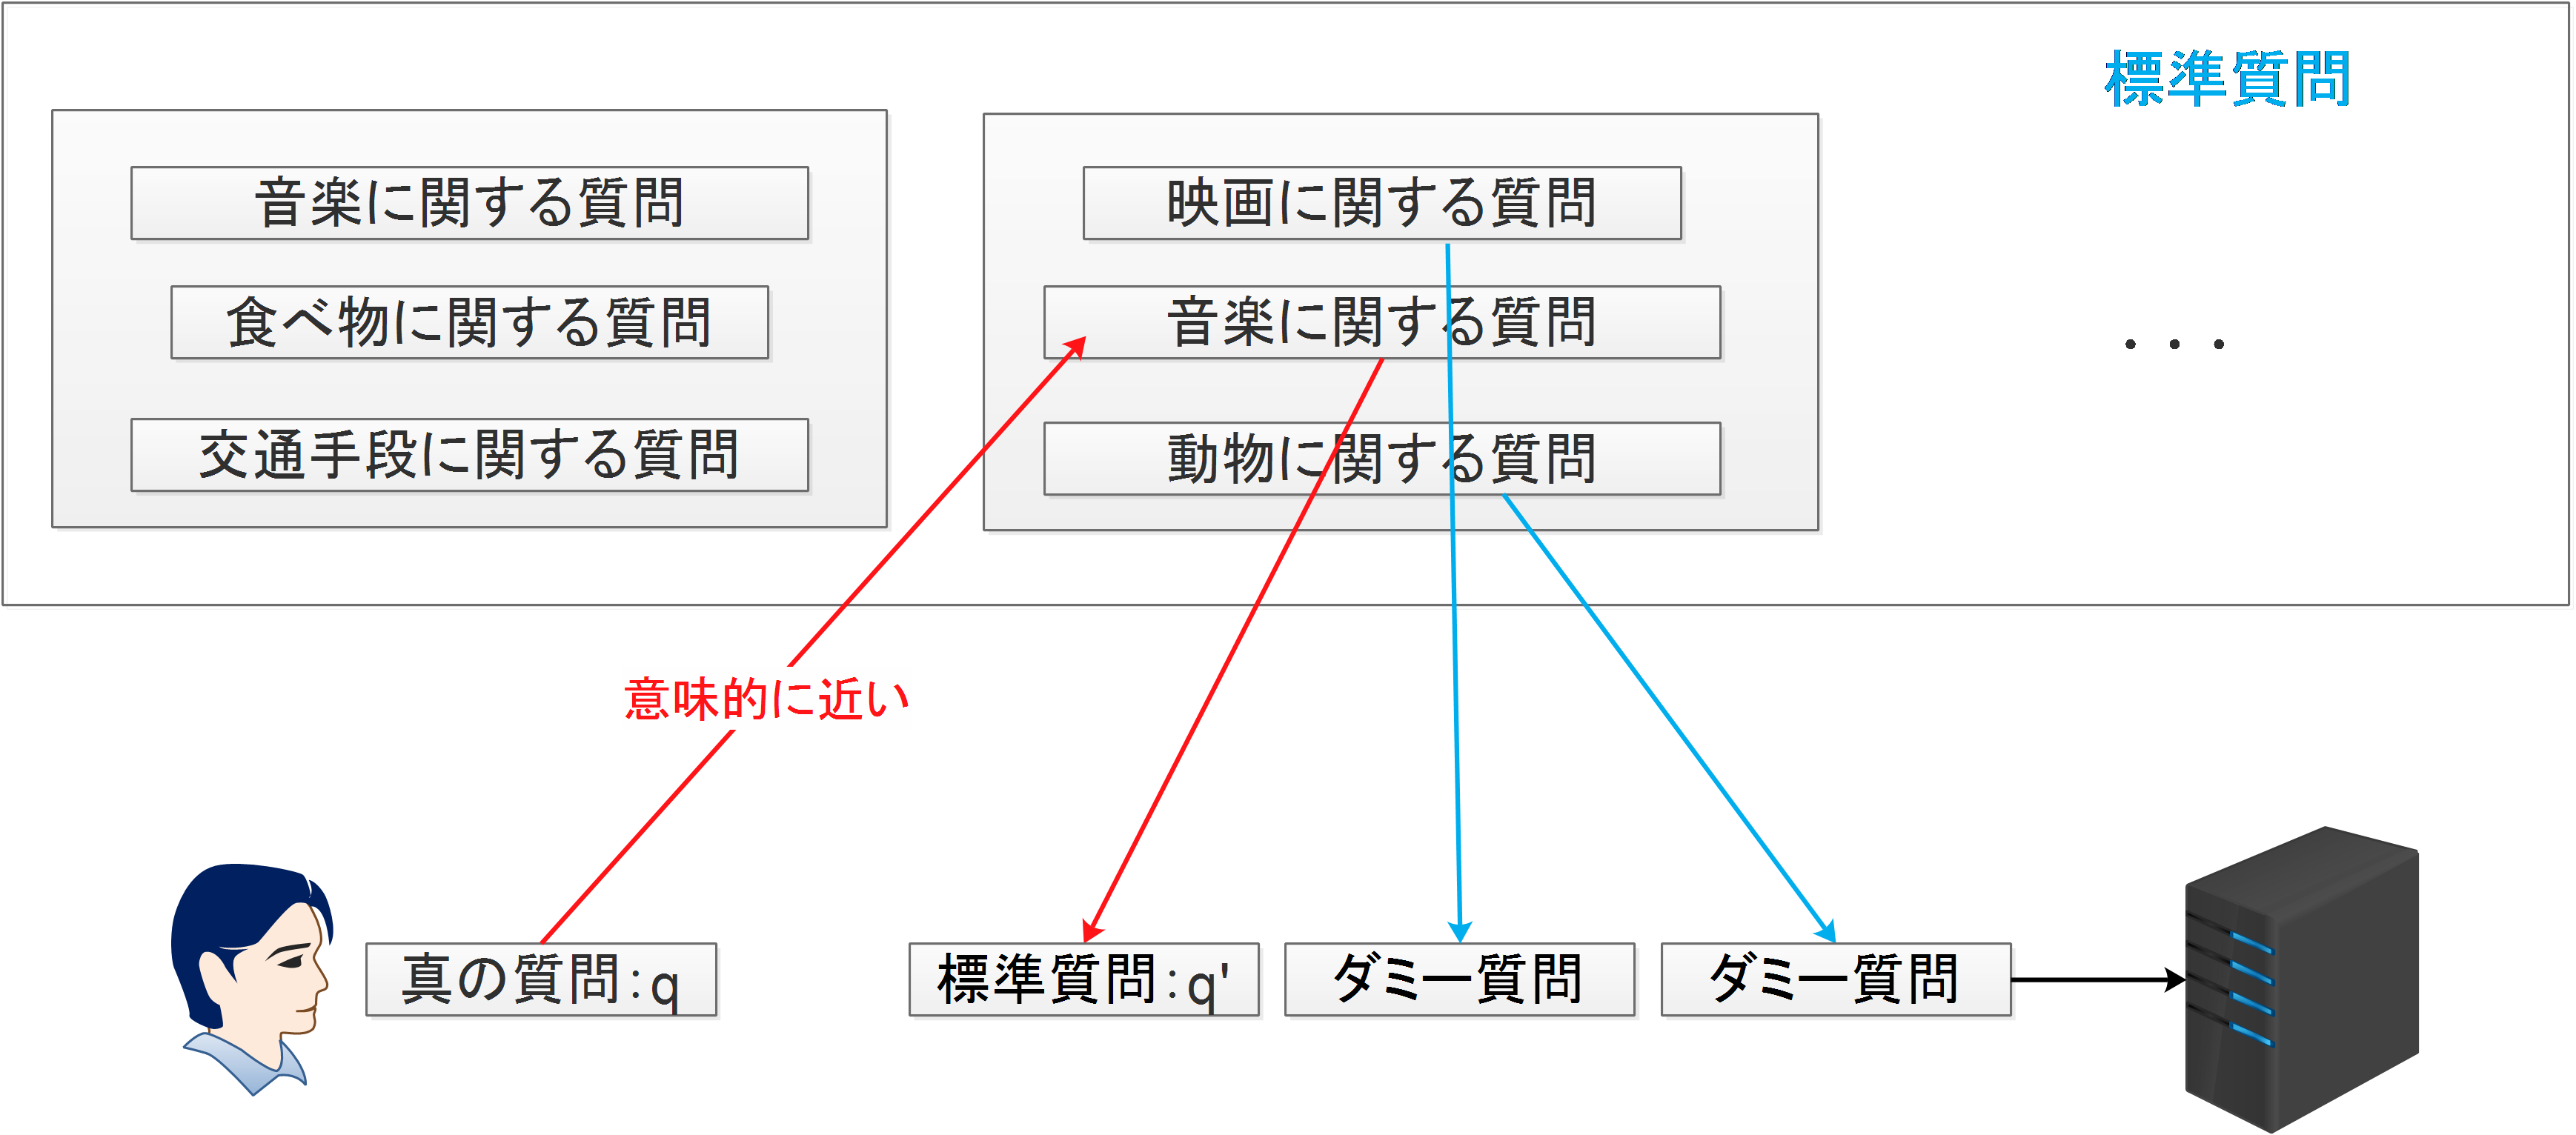 標準質問
音楽に関する質問
食べ物に関する質問
交通手段に関する質問
映画に関する質問
音楽に関する質問
動物に関する質問
・・・
意味的に近い
真の質問：q
標準質問：q'
ダミー質問
ダミー質問